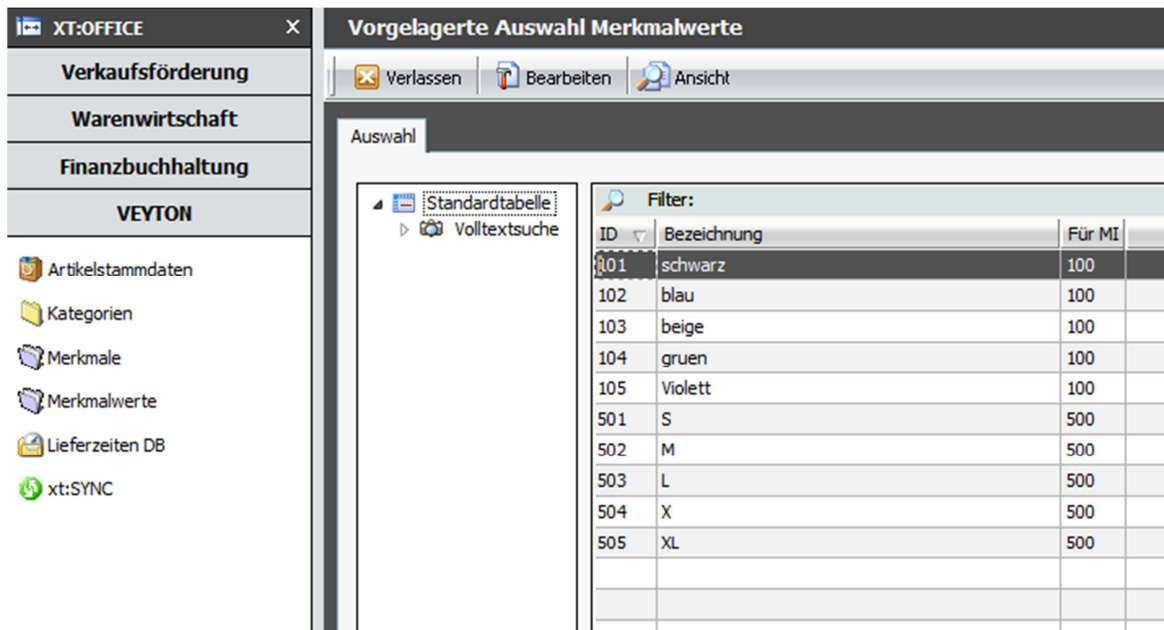 XT:OFFICE X
Verkaufsförderung
Warenwirtschaft
Finanzbuchhaltung
VEYTON
Artikelstammdaten
Kategorien
Merkmale
Merkmalwerte
Lieferzeiten DB
xt:SYNC
Vorgelagerte Auswahl Merkmalwerte
Verlassen Bearbeiten Ansicht
Auswahl
Standardtabelle
Volltextsuche
Filter:
ID Bezeichnung Für MI
101 schwarz 100
102 blau 100
103 beige 100
104 gruen 100
105 Violett 100
501 S 500
502 M 500
503 L 500
504 X 500
505 XL 500